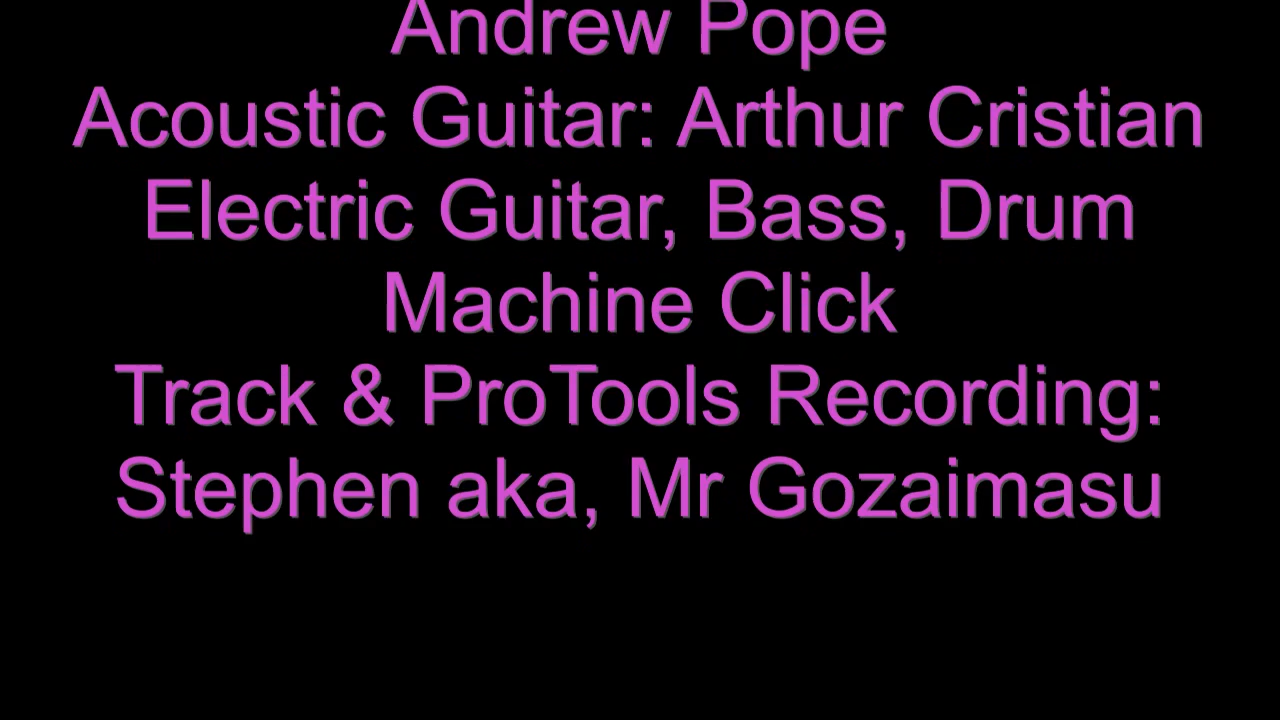 Andrew Pope
Acoustic Guitar: Arthur Cristian
Electric Guitar, Bass, Drum
Machine Click
Track & ProTools Recording:
Stephen aka, Mr Gozaimasu